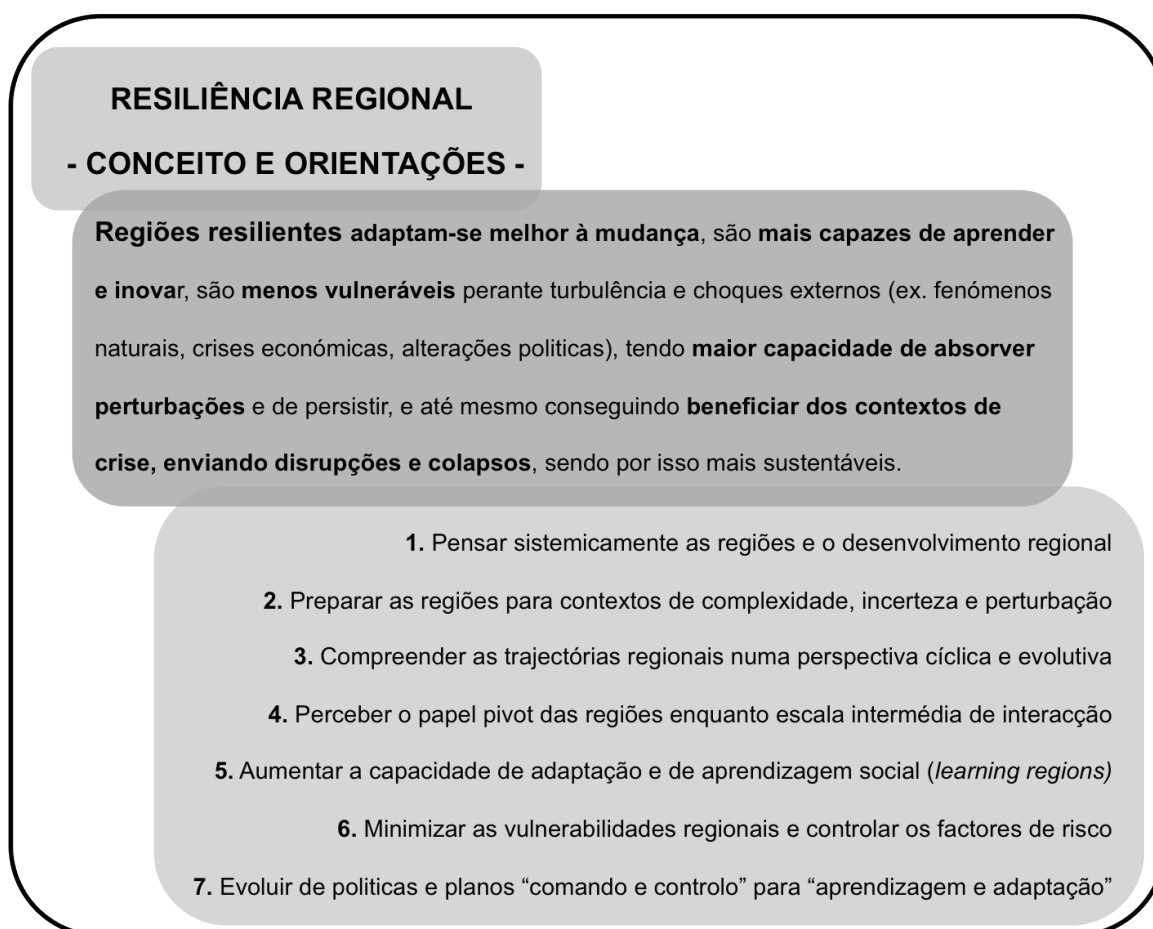 RESILIÊNCIA REGIONAL
- CONCEITO E ORIENTAÇÕES -
Regiões resilientes adaptam-se melhor à mudança, são mais capazes de aprender
e inovar, são menos vulneráveis perante turbulência e choques externos (ex. fenómenos
naturais, crises económicas, alterações politicas), tendo maior capacidade de absorver
perturbações e de persistir, e até mesmo conseguindo beneficiar dos contextos de
crise, enviando disrupções e colapsos, sendo por isso mais sustentáveis.
1. Pensar sistemicamente as regiões e o desenvolvimento regional
2. Preparar as regiões para contextos de complexidade, incerteza e perturbação
3. Compreender as trajectórias regionais numa perspectiva cíclica e evolutiva
4. Perceber o papel pivot das regiões enquanto escala intermédia de interacção
5. Aumentar a capacidade de adaptação e de aprendizagem social (learning regions)
6. Minimizar as vulnerabilidades regionais e controlar os factores de risco
7. Evoluir de politicas e planos “comando e controlo” para “aprendizagem e adaptação”